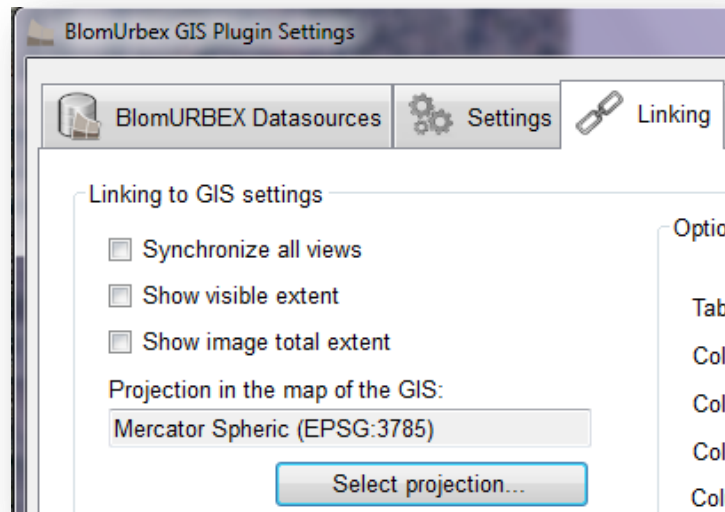 BlomUrbex GIS Plugin Settings
BlomURBEX Datasources Settings Linking
Linking to GIS settings
Synchronize all views
Show visible extent
Show image total extent
Projection in the map of the GIS:
Mercator Spheric (EPSG:3785)
Select projection...